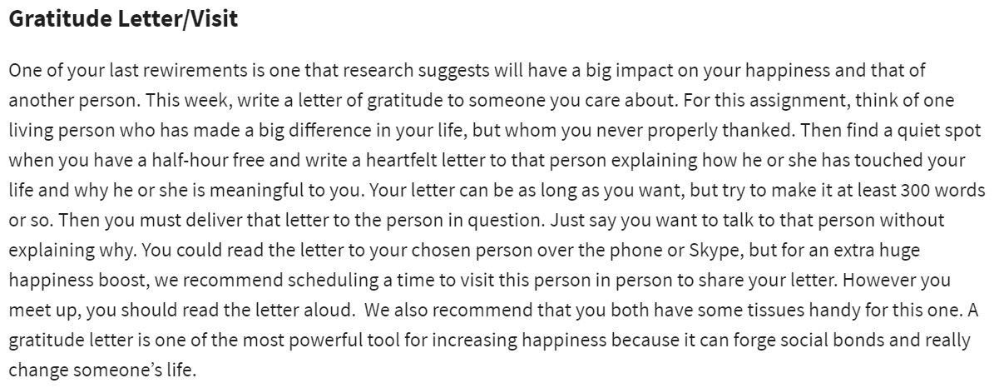 Gratitude Letter/Visit
One of your last rewirements is one that research suggests will have a big impact on your happiness and that of
another person. This week, write a letter of gratitude to someone you care about. For this assignment, think of one
living person who has made a big difference in your life, but whom you never properly thanked. Then find a quiet spot
when you have a half-hour free and write a heartfelt letter to that person explaining how he or she has touched your
life and why he or she is meaningful to you. Your letter can be as long as you want, but try to make it at least 300 words
or so. Then you must deliver that letter to the person in question. Just say you want to talk to that person without
explaining why. You could read the letter to your chosen person over the phone or Skype, but for an extra huge
happiness boost, we recommend scheduling a time to visit this person in person to share your letter. However you
meet up, you should read the letter aloud.  We also recommend that you both have some tissues handy for this one. A
gratitude letter is one of the most powerful tool for increasing happiness because it can forge social bonds and really
change someone’s life.